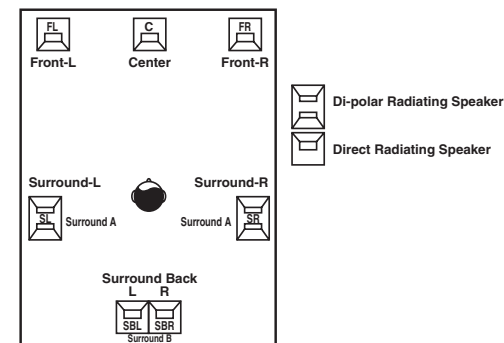 FL C FR
Front-L Center Front-R
Di-polar Radiating Speaker
Direct Radiating Speaker
Surround-L Surround-R
SL Surround A Surround A SR
Surround Back
L R
SBL SBR
Surround B